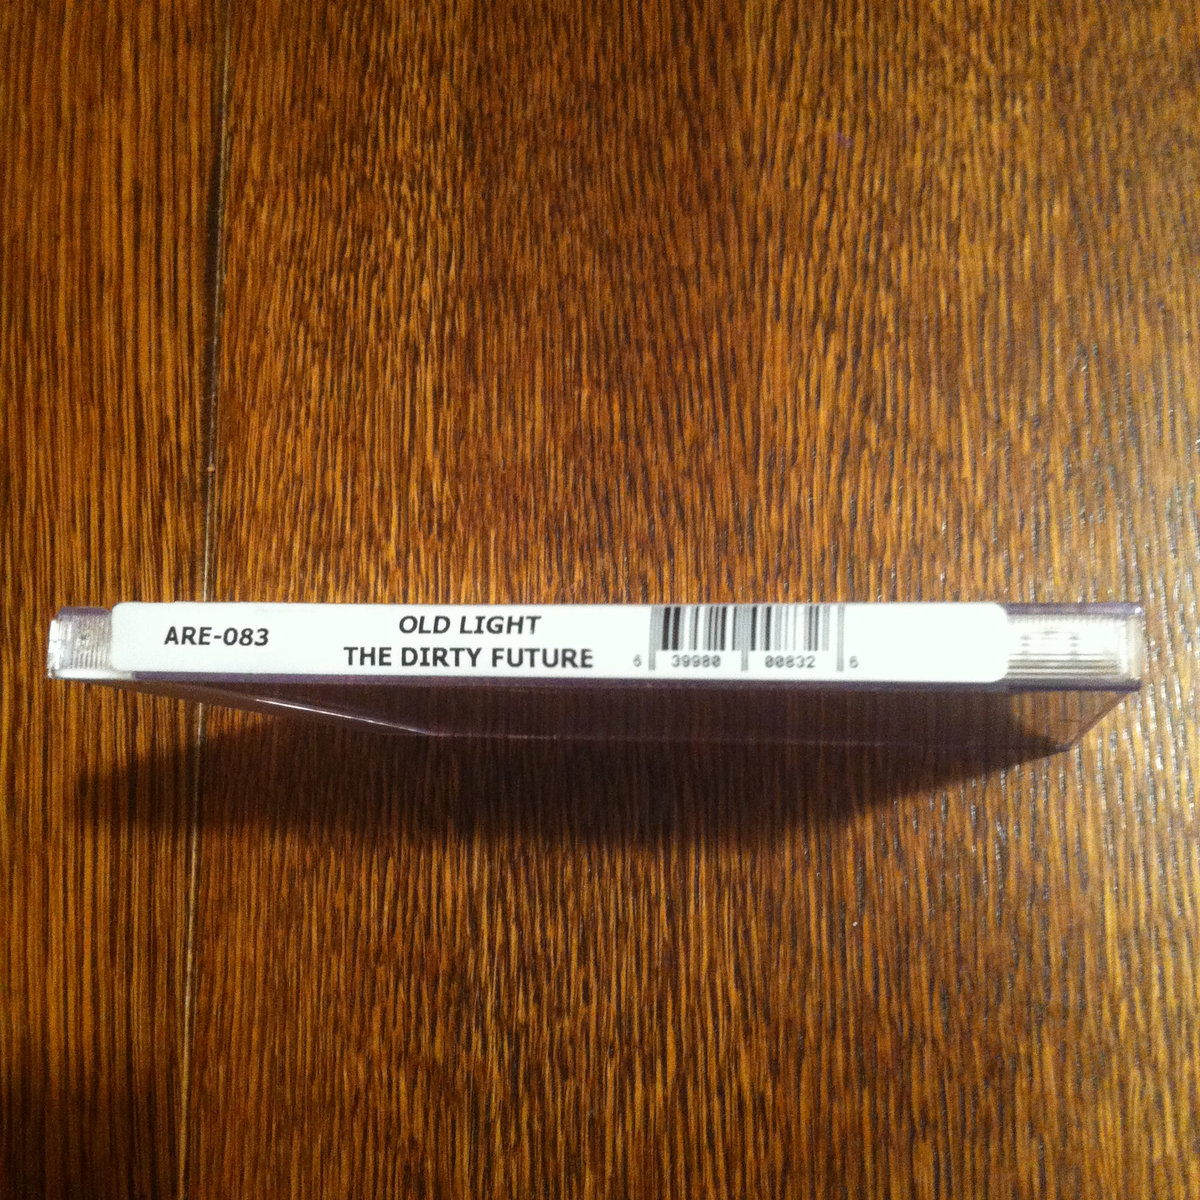 ARE-083
OLD LIGHT
THE DIRTY FUTURE
6 39980 00832 6